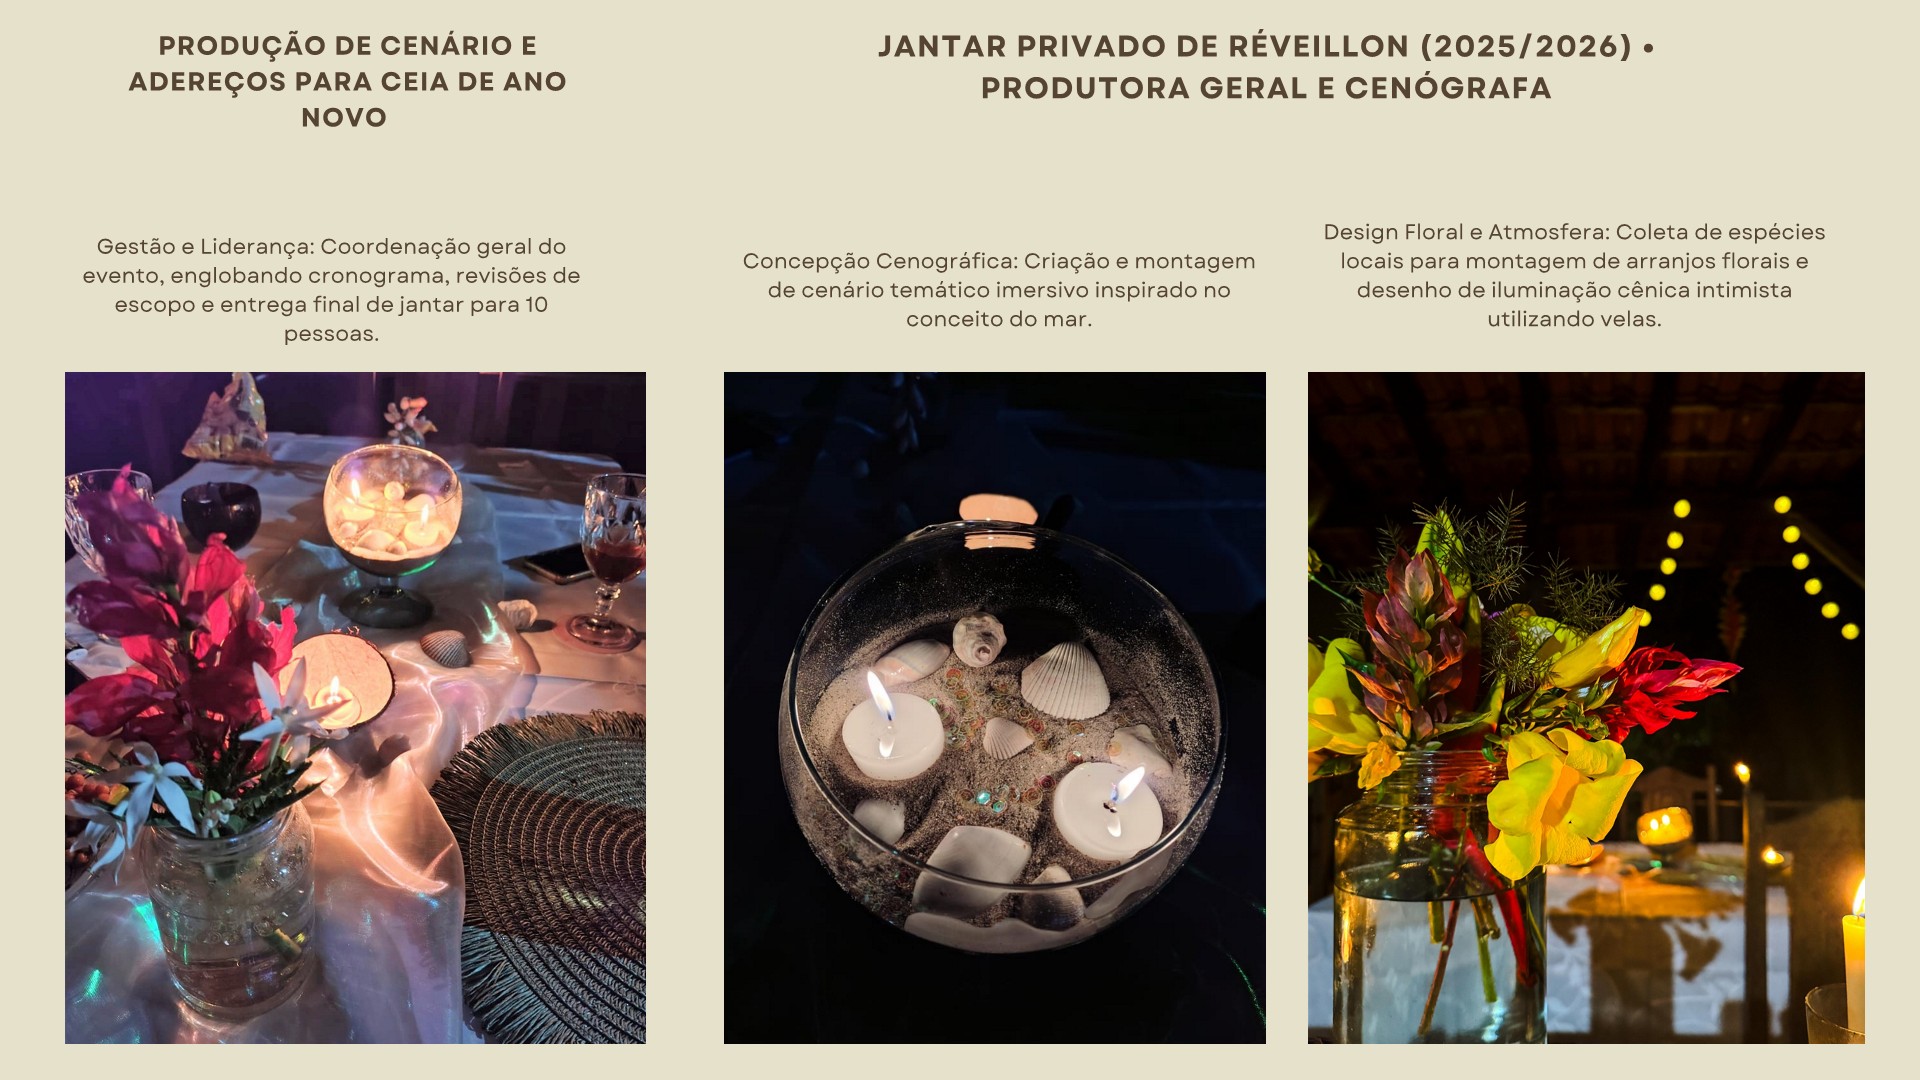 PRODUÇÃO DE CENÁRIO E
ADEREÇOS PARA CEIA DE ANO
NOVO
JANTAR PRIVADO DE RÉVEILLON (2025/2026) •
PRODUTORA GERAL E CENÓGRAFA
Gestão e Liderança: Coordenação geral do
evento, englobando cronograma, revisões de
escopo e entrega final de jantar para 10
pessoas.
Concepção Cenográfica: Criação e montagem
de cenário temático imersivo inspirado no
conceito do mar.
Design Floral e Atmosfera: Coleta de espécies
locais para montagem de arranjos florais e
desenho de iluminação cênica intimista
utilizando velas.